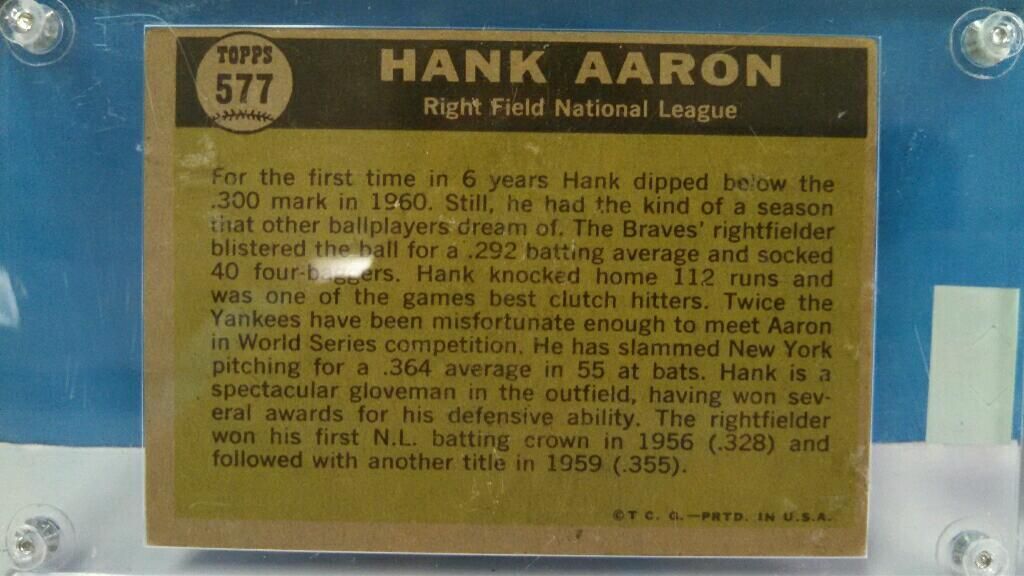 TOPPS
577
HANK AARON
Right Field National League
For the first time in 6 years Hank dipped below the
.300 mark in 1960. Still, he had the kind of a season
that other ballplayers dream of. The Braves' rightfielder
blistered the ball for a .292 batting average and socked
40 four-baggers. Hank knocked home 112 runs and
was one of the games best clutch hitters. Twice the
Yankees have been misfortunate enough to meet Aaron
in World Series competition. He has slammed New York
pitching for a .364 average in 55 at bats. Hank is a
spectacular gloveman in the outfield, having won sev-
eral awards for his defensive ability. The rightfielder
won his first N.L. batting crown in 1956 (.328) and
followed with another title in 1959 (.355).
©T C. G.—PRTD. IN U.S.A.